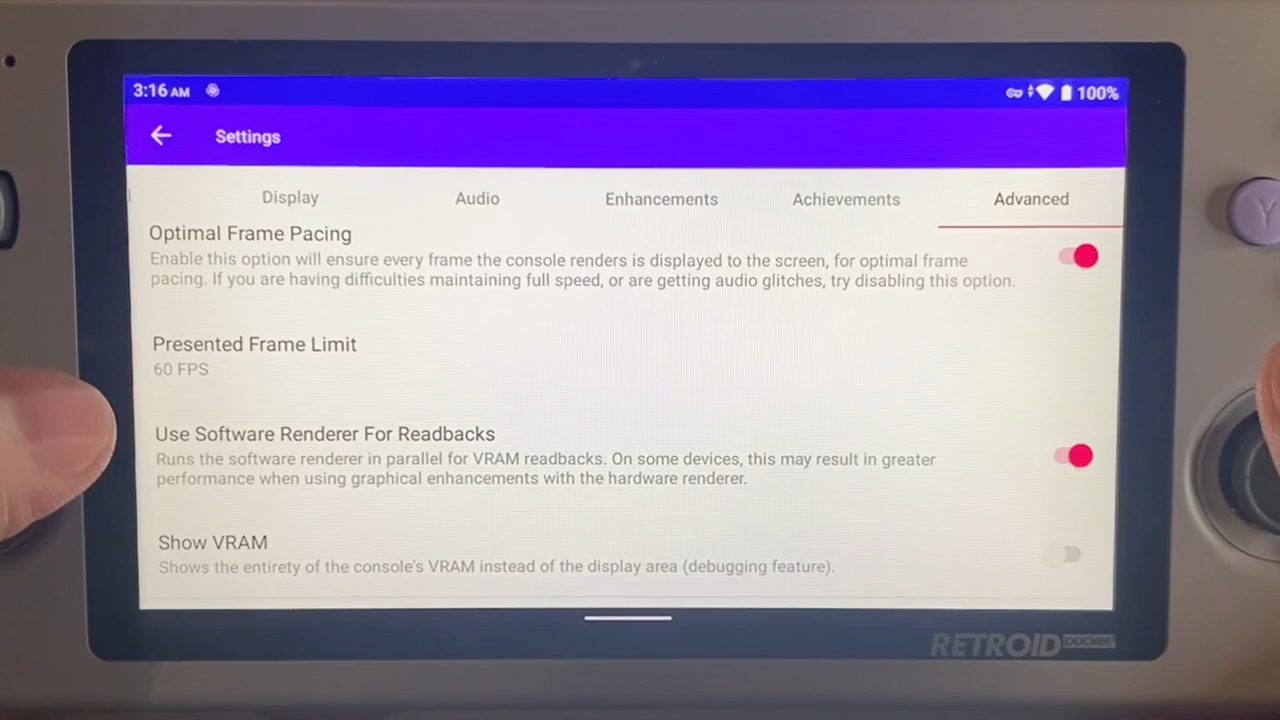 3:16 AM 100%
Settings
Display Audio Enhancements Achievements Advanced
Optimal Frame Pacing
Enable this option will ensure every frame the console renders is displayed to the screen, for optimal frame
pacing. If you are having difficulties maintaining full speed, or are getting audio glitches, try disabling this option.
Presented Frame Limit
60 FPS
Use Software Renderer For Readbacks
Runs the software renderer in parallel for VRAM readbacks. On some devices, this may result in greater
performance when using graphical enhancements with the hardware renderer.
Show VRAM
Shows the entirety of the console's VRAM instead of the display area (debugging feature).
RETROID pocket
Y